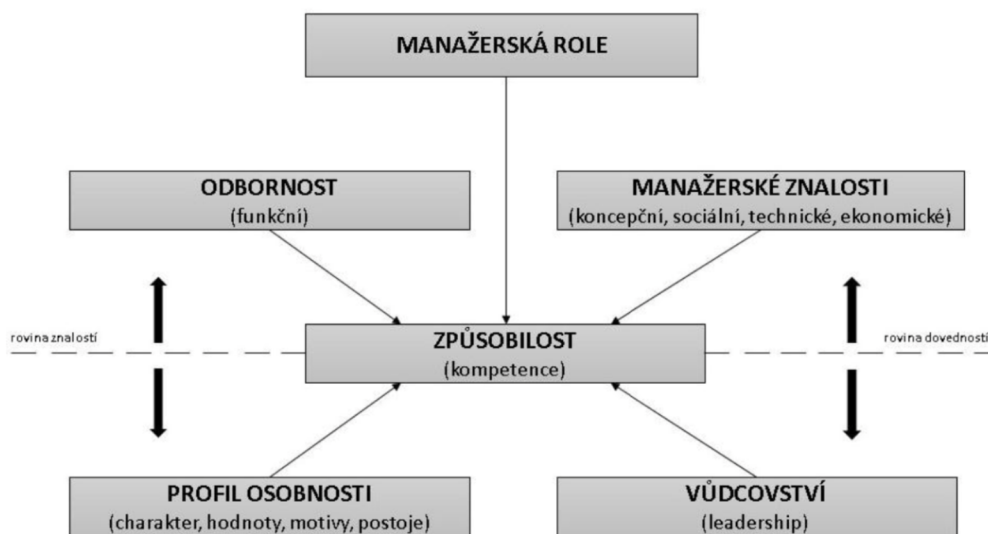 MANAŽERSKÁ ROLE
ODBORNOST
(funkční)
MANAŽERSKÉ ZNALOSTI
(koncepční, sociální, technické, ekonomické)
rovina znalostí
ZPŮSOBILOST
(kompetence)
rovina dovedností
PROFIL OSOBNOSTI
(charakter, hodnoty, motivy, postoje)
VŮDCOVSTVÍ
(leadership)